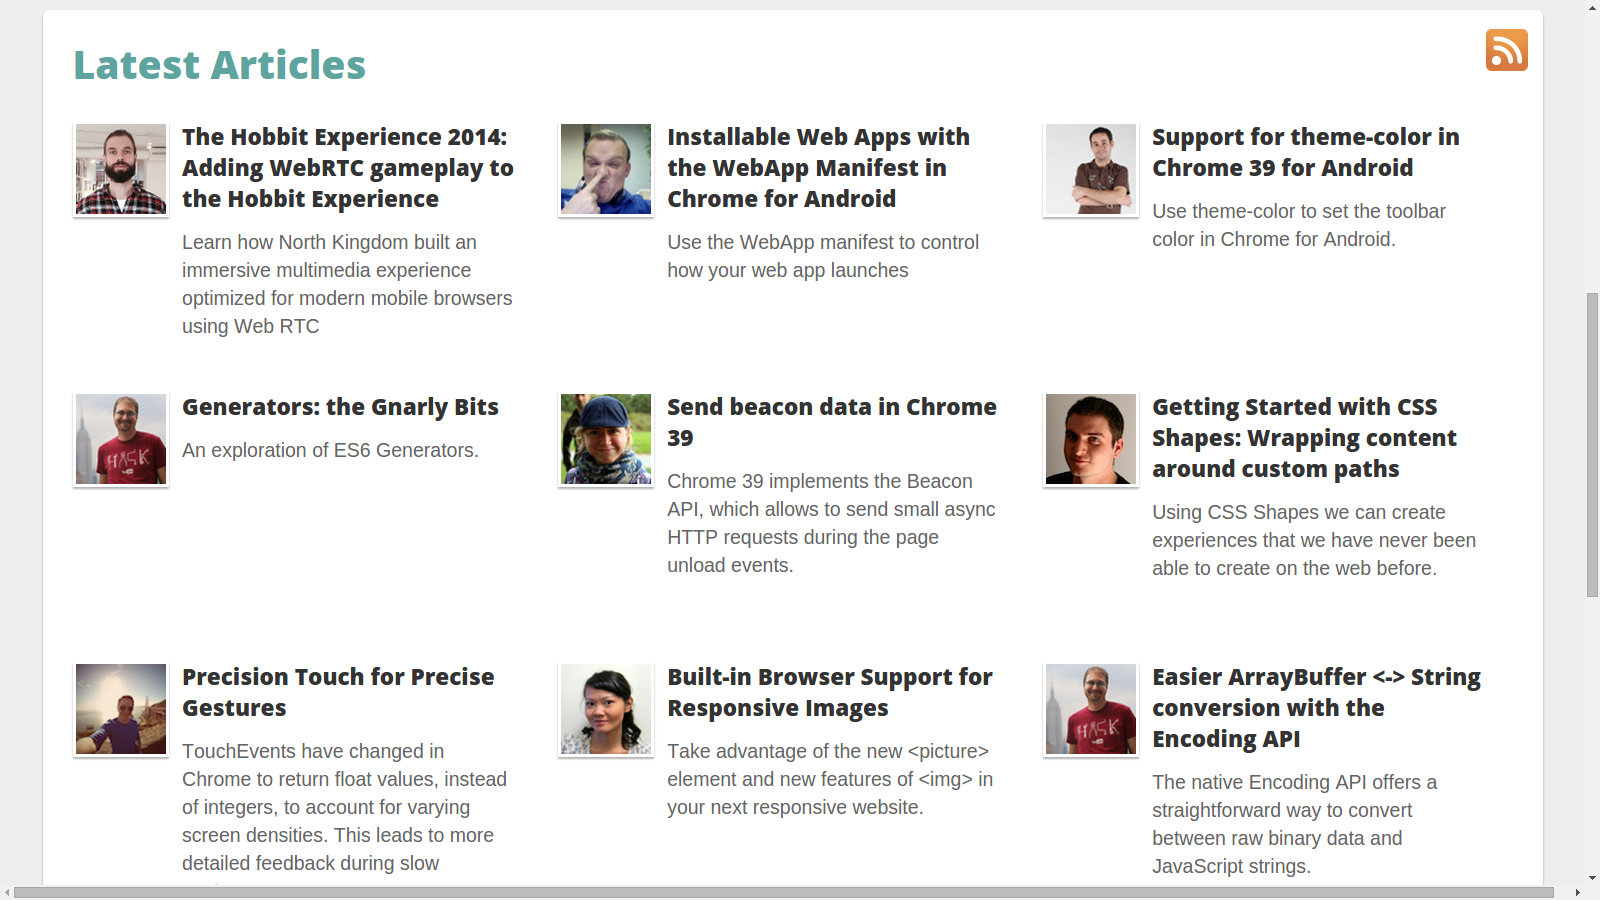 Latest Articles
The Hobbit Experience 2014:
Adding WebRTC gameplay to
the Hobbit Experience
Learn how North Kingdom built an
immersive multimedia experience
optimized for modern mobile browsers
using Web RTC
Installable Web Apps with
the WebApp Manifest in
Chrome for Android
Use the WebApp manifest to control
how your web app launches
Support for theme-color in
Chrome 39 for Android
Use theme-color to set the toolbar
color in Chrome for Android.
Generators: the Gnarly Bits
An exploration of ES6 Generators.
Send beacon data in Chrome
39
Chrome 39 implements the Beacon
API, which allows to send small async
HTTP requests during the page
unload events.
Getting Started with CSS
Shapes: Wrapping content
around custom paths
Using CSS Shapes we can create
experiences that we have never been
able to create on the web before.
Precision Touch for Precise
Gestures
TouchEvents have changed in
Chrome to return float values, instead
of integers, to account for varying
screen densities. This leads to more
detailed feedback during slow
Built-in Browser Support for
Responsive Images
Take advantage of the new <picture>
element and new features of <img> in
your next responsive website.
Easier ArrayBuffer <-> String
conversion with the
Encoding API
The native Encoding API offers a
straightforward way to convert
between raw binary data and
JavaScript strings.